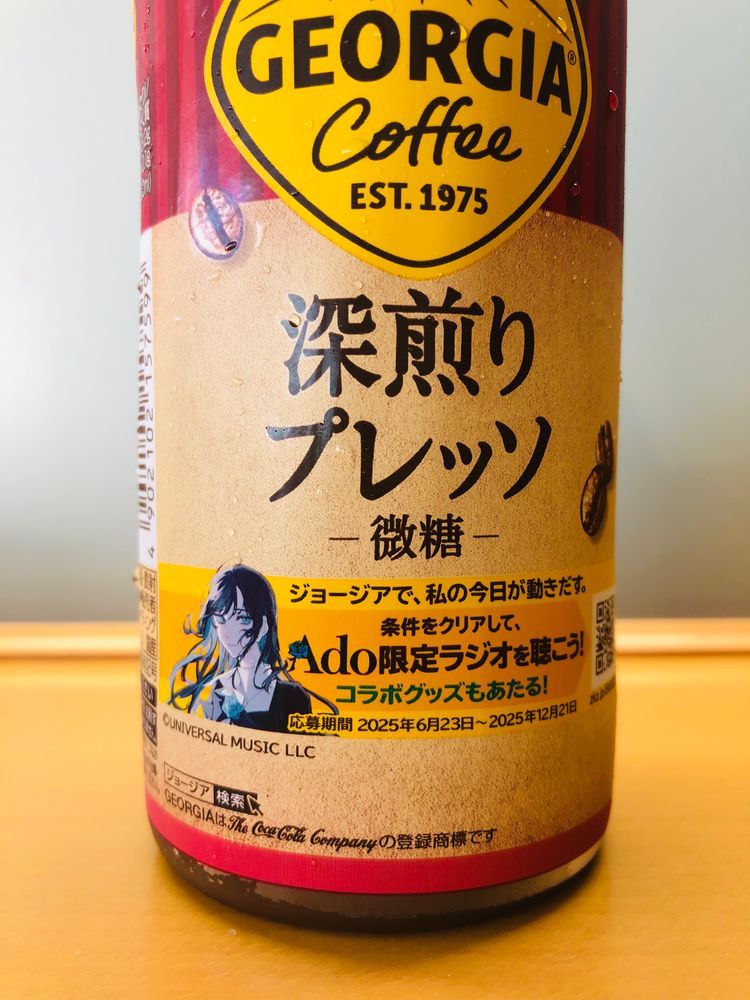 GEORGIA®
Coffee
EST. 1975
深煎り
プレッソ
－微糖－
ジョージアで、私の今日が動きだす。
条件をクリアして、
Ado限定ラジオを聴こう!
コラボグッズもあたる!
応募期間 2025年6月23日～2025年12月21日
©UNIVERSAL MUSIC LLC
ジョージア 検索
GEORGIAはThe Coca-Cola Companyの登録商標です
4 902102 157599